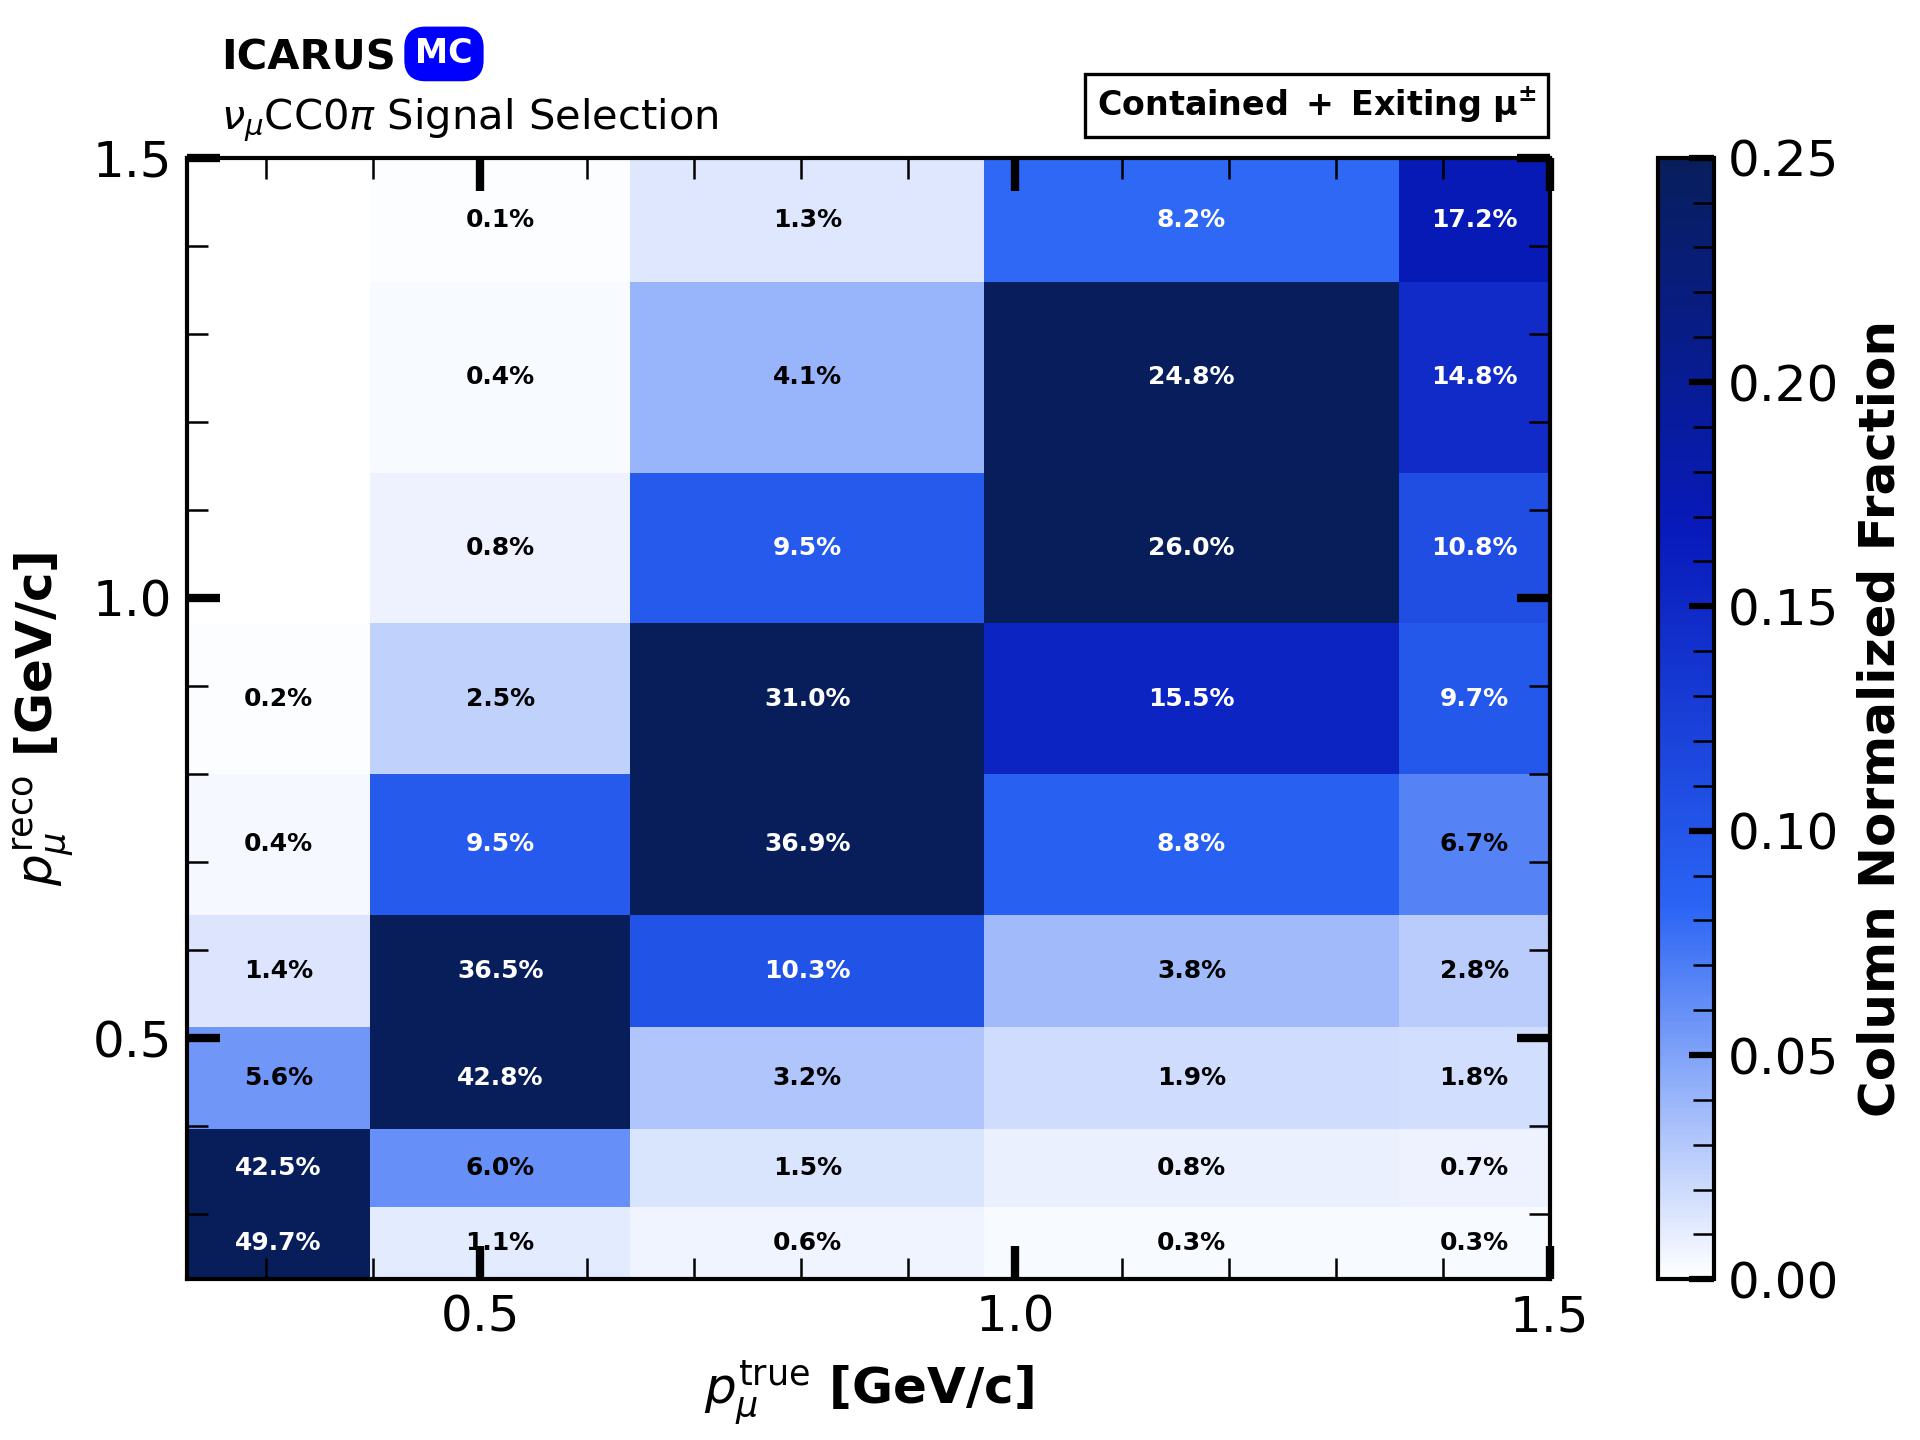 ICARUS MC
νμCC0π Signal Selection
Contained + Exiting μ±
1.5
1.0
0.5
pμreco [GeV/c]
0.1% 1.3% 8.2% 17.2%
0.4% 4.1% 24.8% 14.8%
0.8% 9.5% 26.0% 10.8%
0.2% 2.5% 31.0% 15.5% 9.7%
0.4% 9.5% 36.9% 8.8% 6.7%
1.4% 36.5% 10.3% 3.8% 2.8%
5.6% 42.8% 3.2% 1.9% 1.8%
42.5% 6.0% 1.5% 0.8% 0.7%
49.7% 1.1% 0.6% 0.3% 0.3%
0.5 1.0 1.5
pμtrue [GeV/c]
0.25
0.20
0.15
0.10
0.05
0.00
Column Normalized Fraction